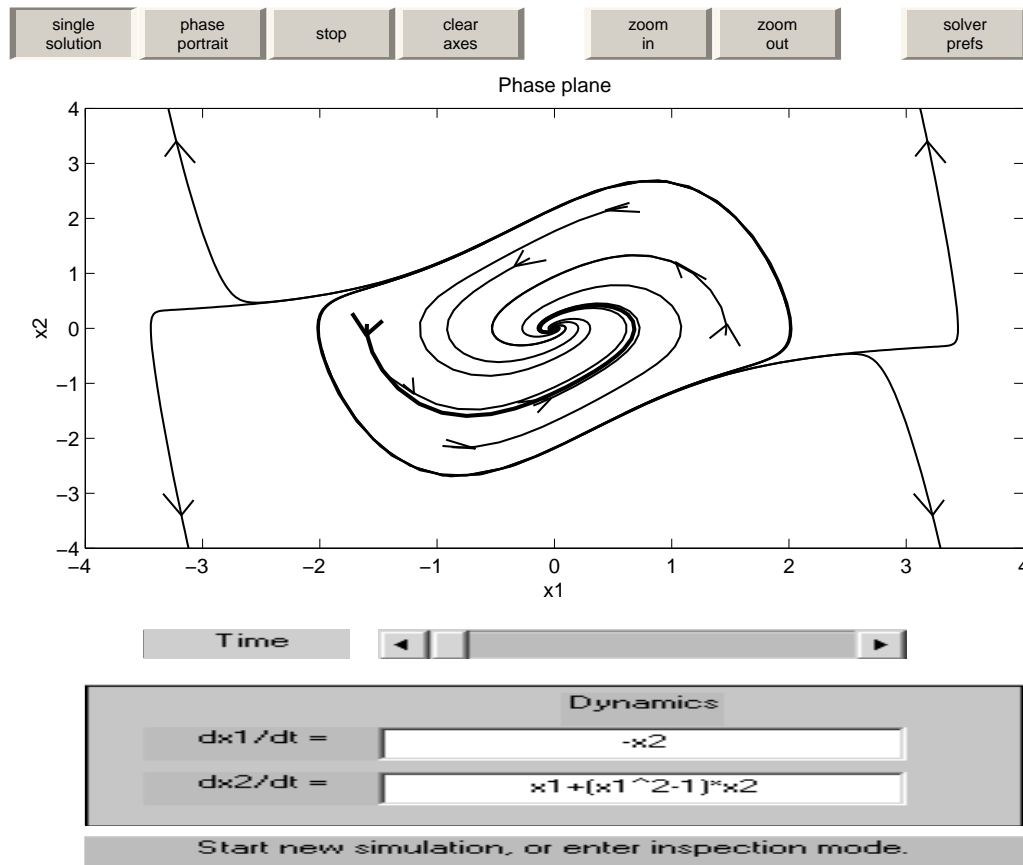 single solution
phase portrait
stop
clear axes
zoom in
zoom out
solver prefs
Phase plane
4
3
2
1
0
−1
−2
−3
−4
x2
−4 −3 −2 −1 0 1 2 3 4
x1
Time
Dynamics
dx1/dt = -x2
dx2/dt = x1+(x1^2-1)*x2
Start new simulation, or enter inspection mode.